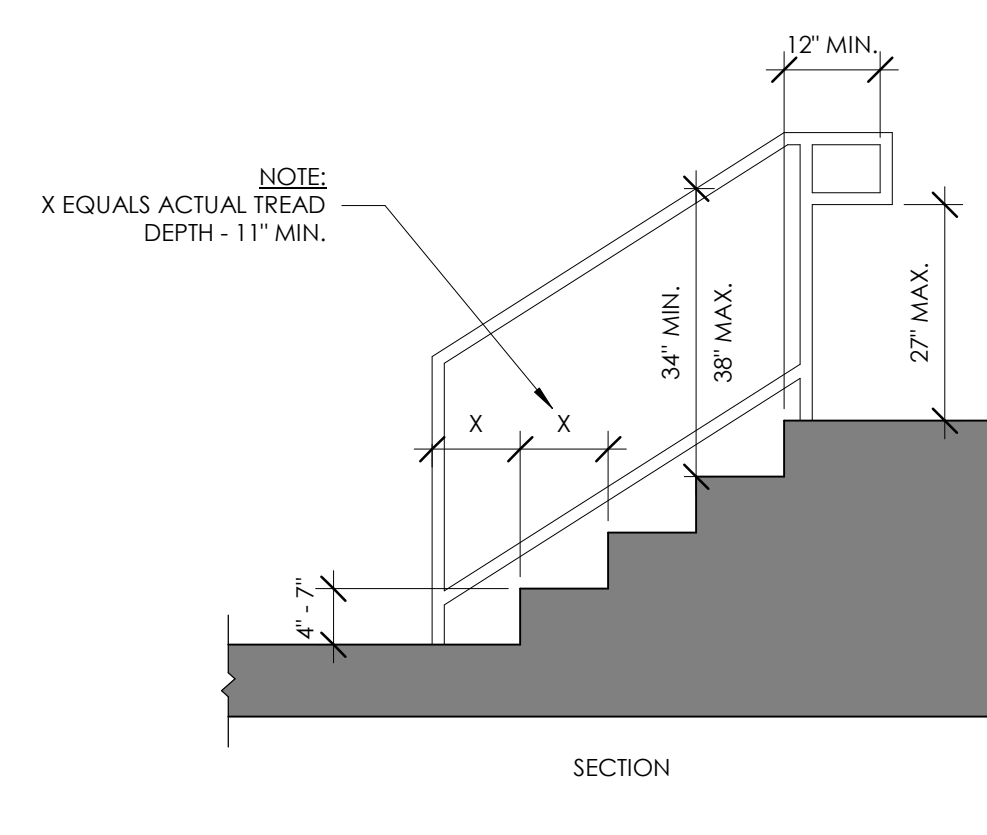 12" MIN.
NOTE:
X EQUALS ACTUAL TREAD
DEPTH - 11" MIN.
34" MIN.
38" MAX.
27" MAX.
X
X
4" - 7"
SECTION